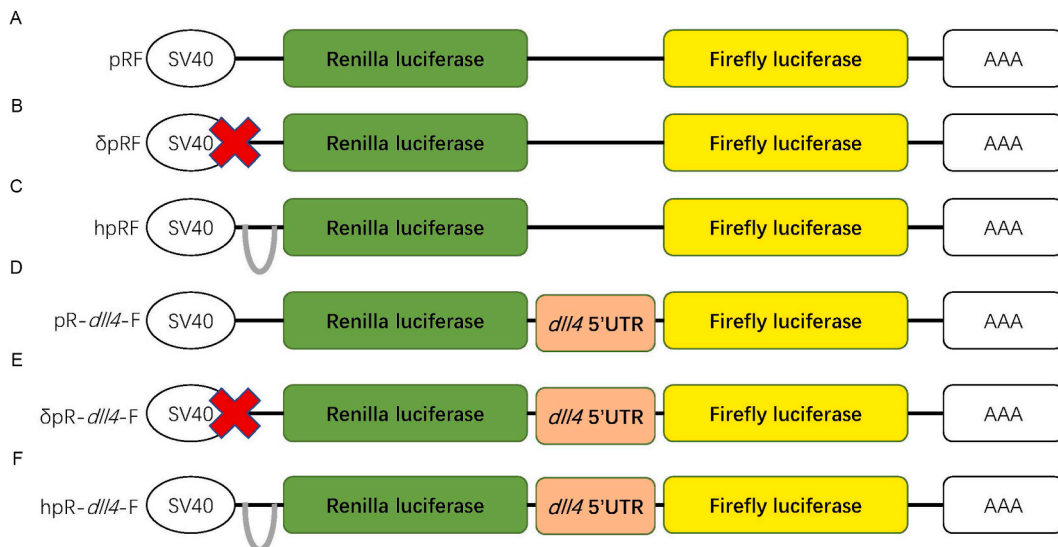 A
pRF SV40 Renilla luciferase Firefly luciferase AAA
B
δpRF SV40 Renilla luciferase Firefly luciferase AAA
C
hpRF SV40 Renilla luciferase Firefly luciferase AAA
D
pR-dll4-F SV40 Renilla luciferase dll4 5'UTR Firefly luciferase AAA
E
δpR-dll4-F SV40 Renilla luciferase dll4 5'UTR Firefly luciferase AAA
F
hpR-dll4-F SV40 Renilla luciferase dll4 5'UTR Firefly luciferase AAA